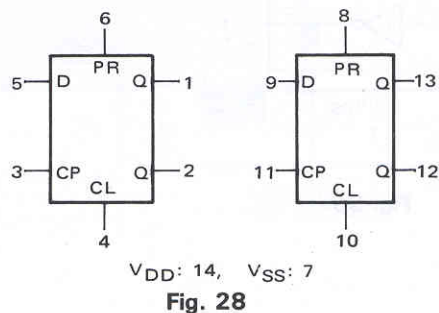 6 8
PR PR
5 D Q 1 9 D Q 13
3 CP Q 2 11 CP Q 12
CL CL
4 10
VDD: 14, VSS: 7
Fig. 28